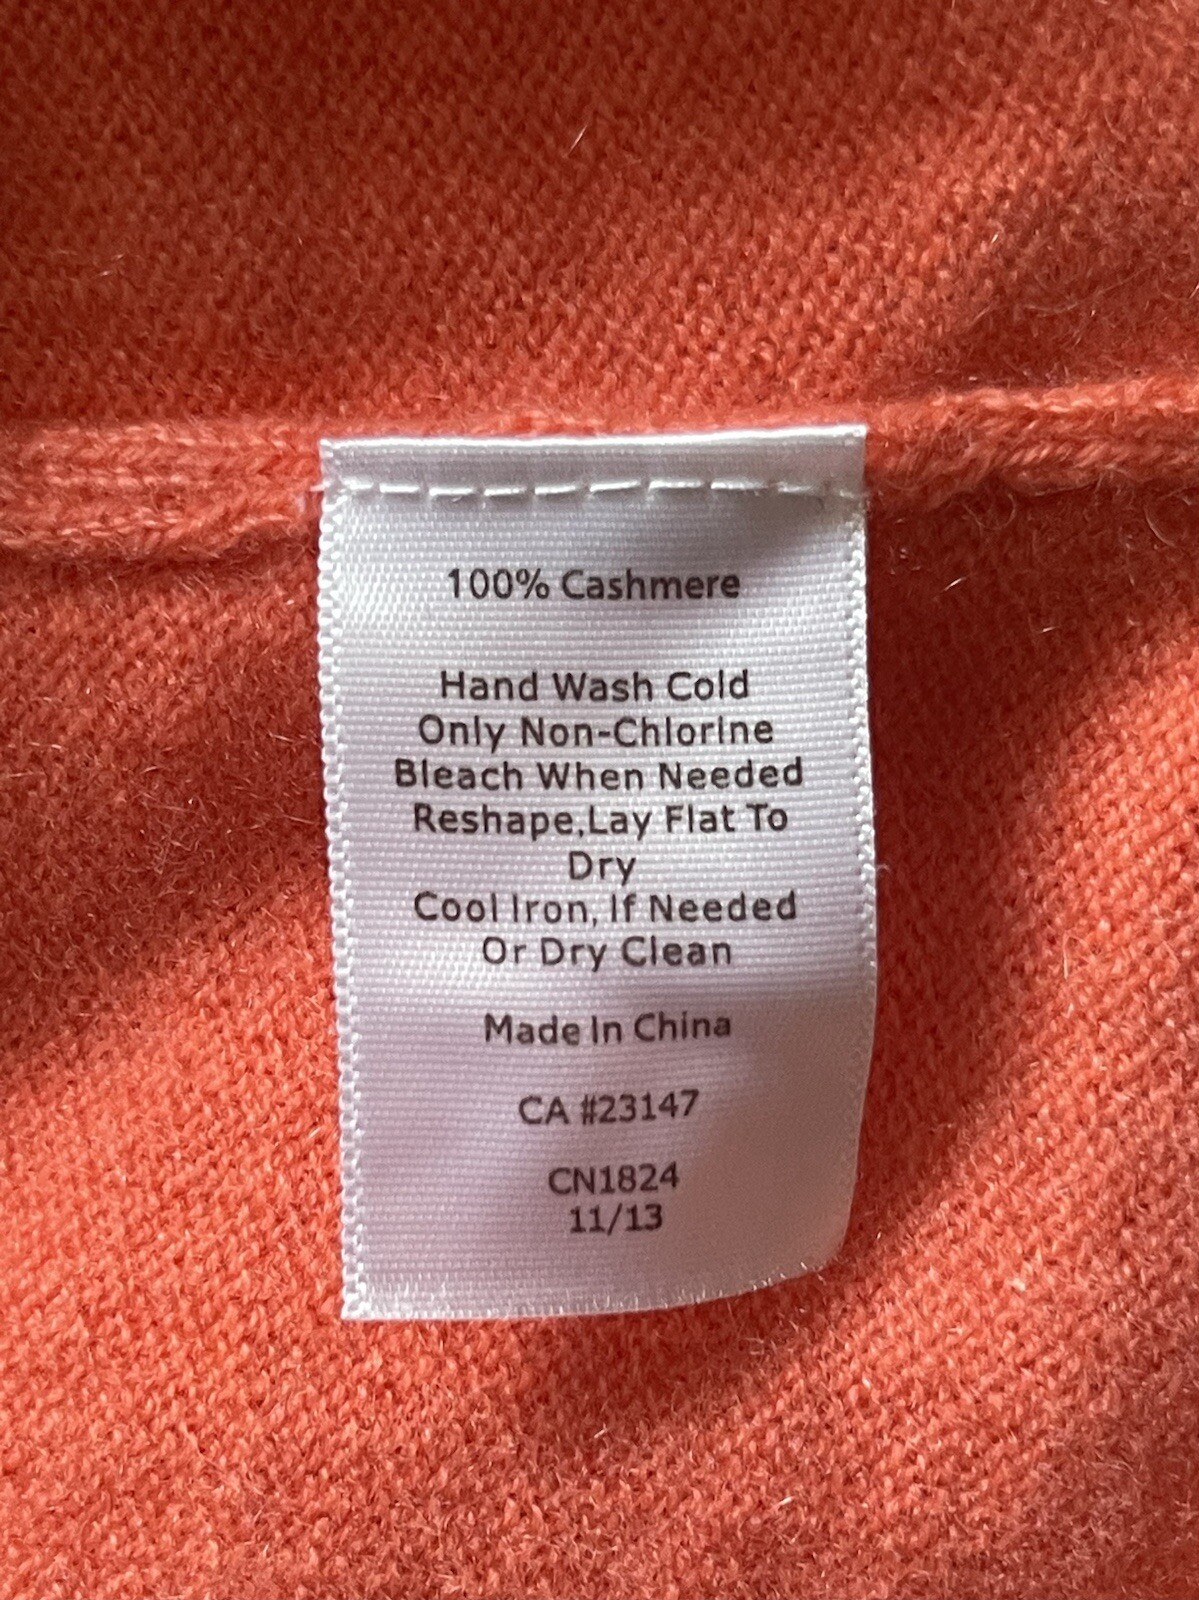 100% Cashmere
Hand Wash Cold
Only Non-Chlorine
Bleach When Needed
Reshape,Lay Flat To
Dry
Cool Iron, If Needed
Or Dry Clean
Made In China
CA #23147
CN1824
11/13